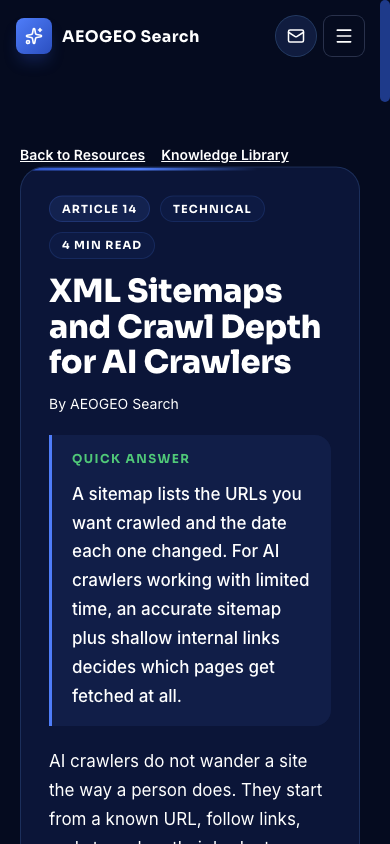 AEOGEO Search
Back to Resources Knowledge Library
ARTICLE 14 TECHNICAL
4 MIN READ
XML Sitemaps
and Crawl Depth
for AI Crawlers
By AEOGEO Search
QUICK ANSWER
A sitemap lists the URLs you
want crawled and the date
each one changed. For AI
crawlers working with limited
time, an accurate sitemap
plus shallow internal links
decides which pages get
fetched at all.
AI crawlers do not wander a site
the way a person does. They start
from a known URL, follow links,